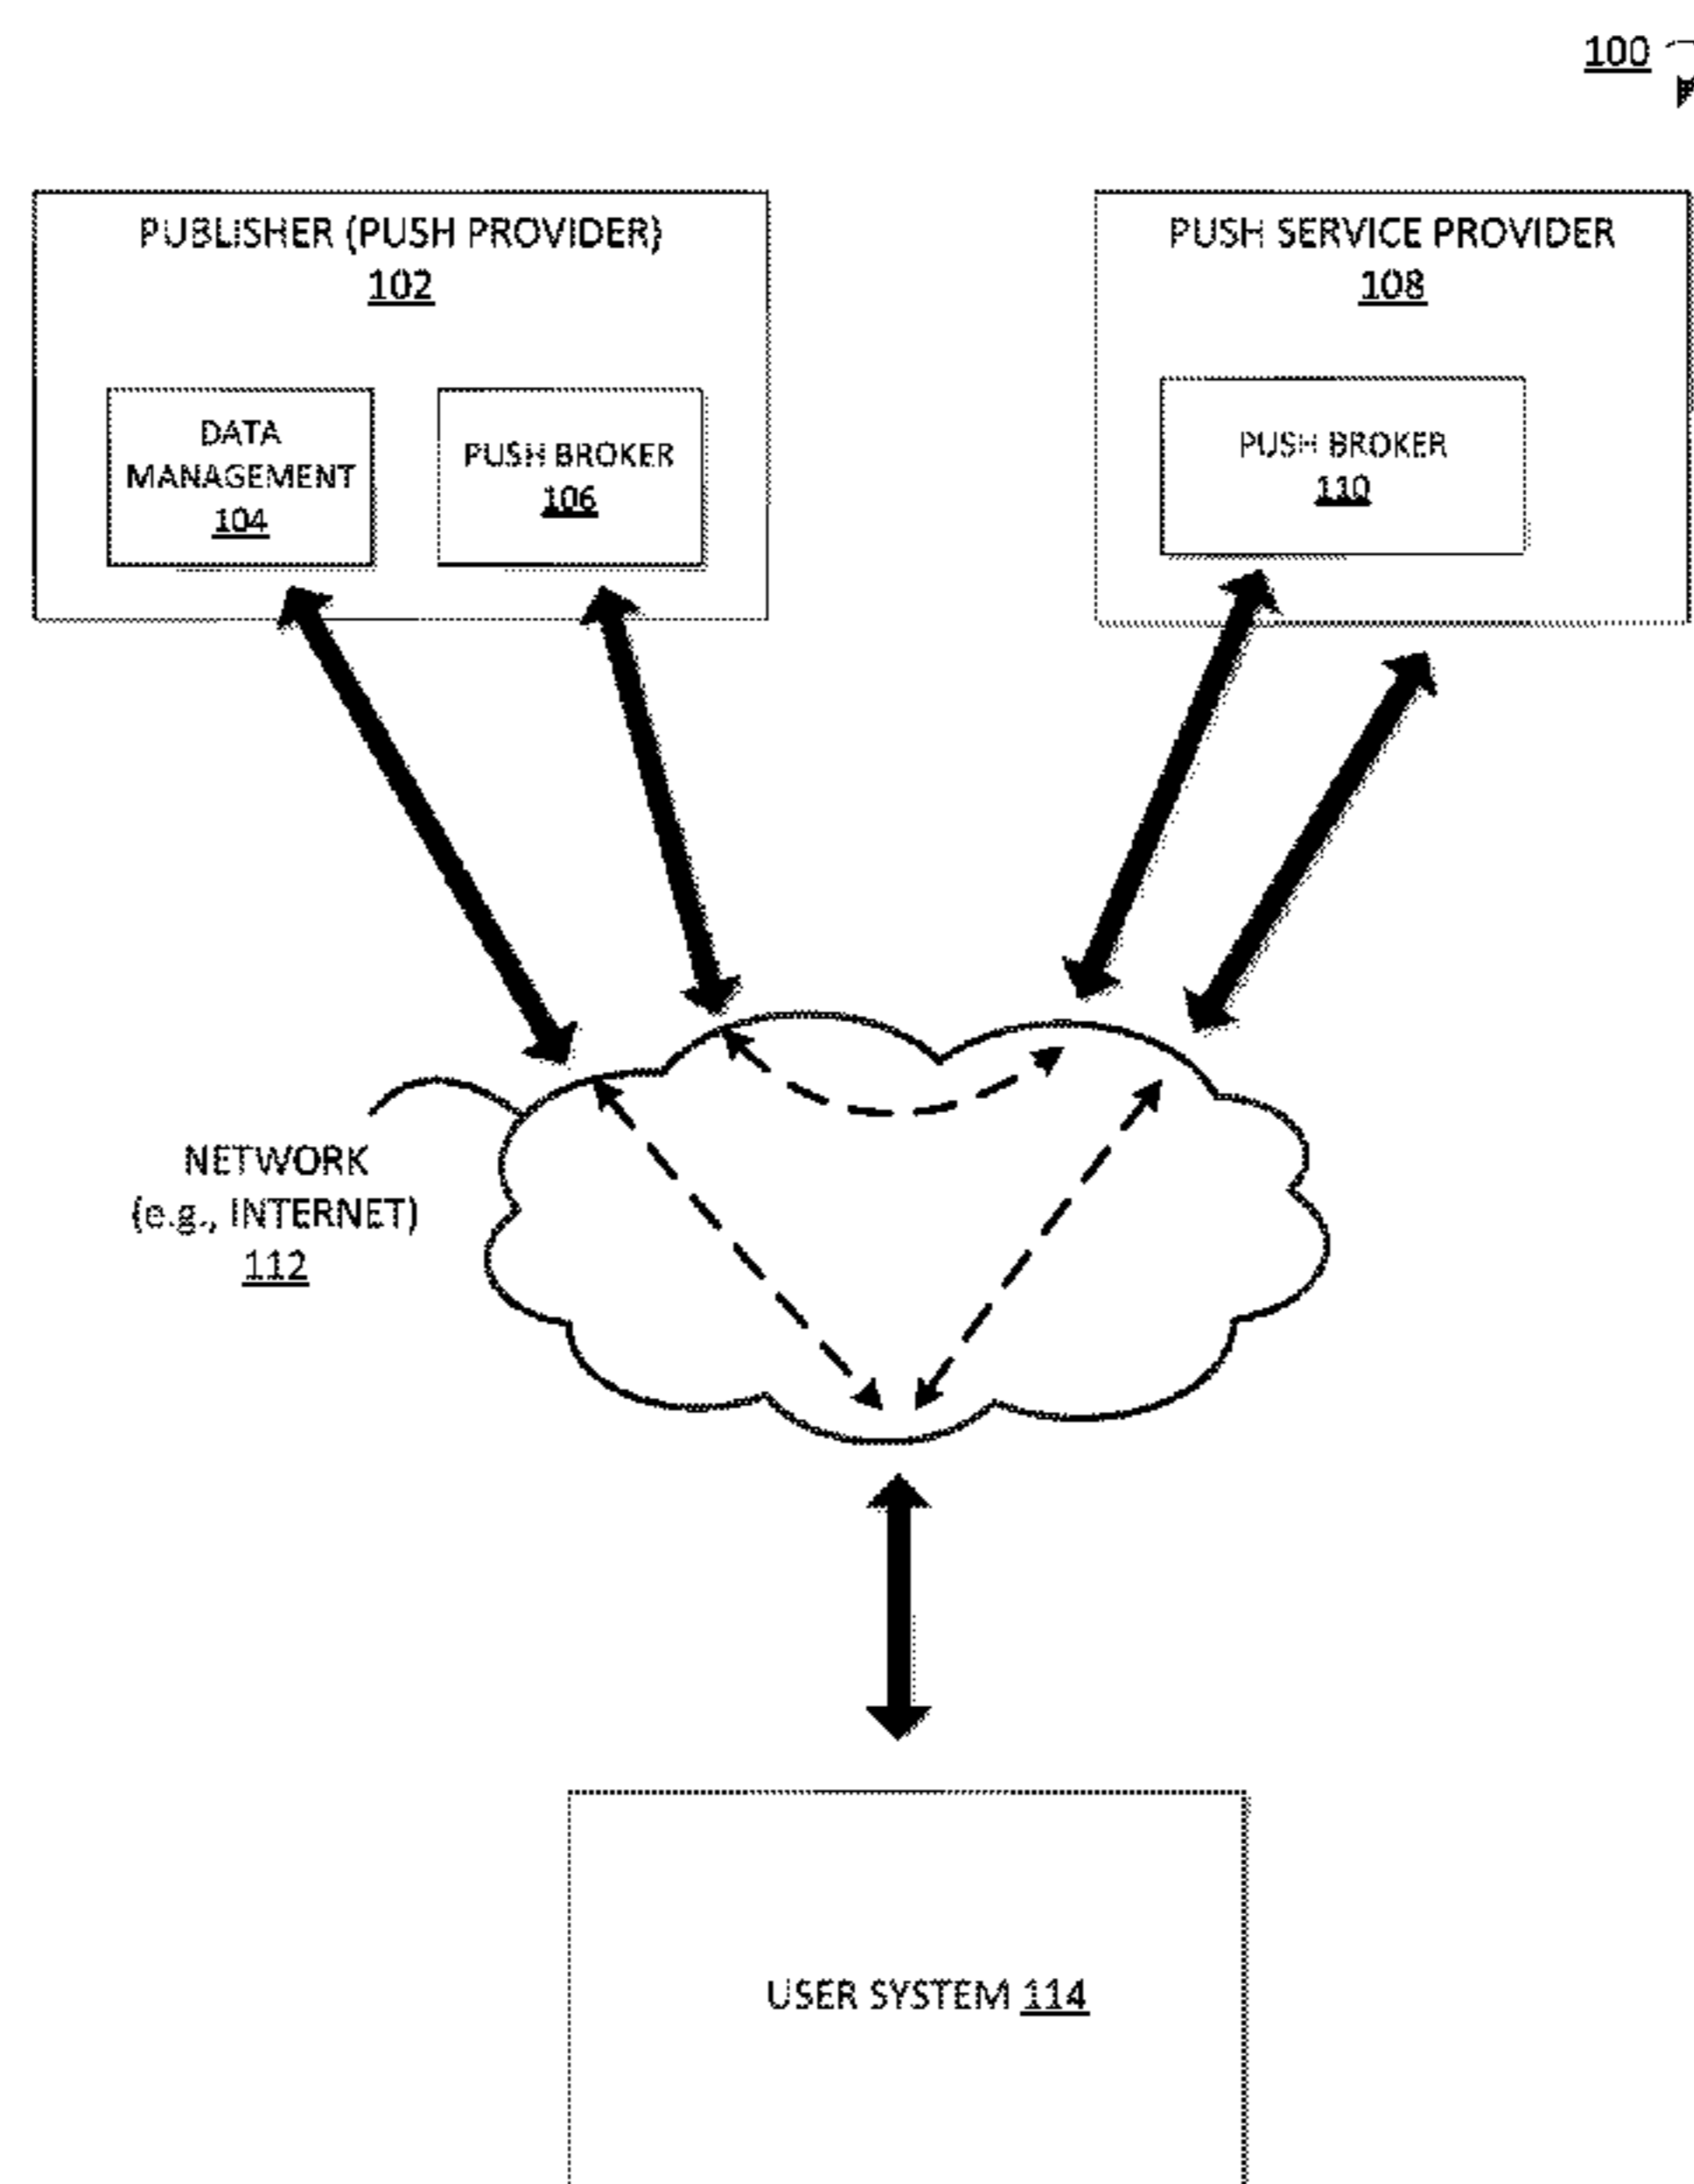 100
PUBLISHER (PUSH PROVIDER)
102
DATA
MANAGEMENT
104
PUSH BROKER
106
PUSH SERVICE PROVIDER
108
PUSH BROKER
110
NETWORK
(e.g., INTERNET)
112
USER SYSTEM 114